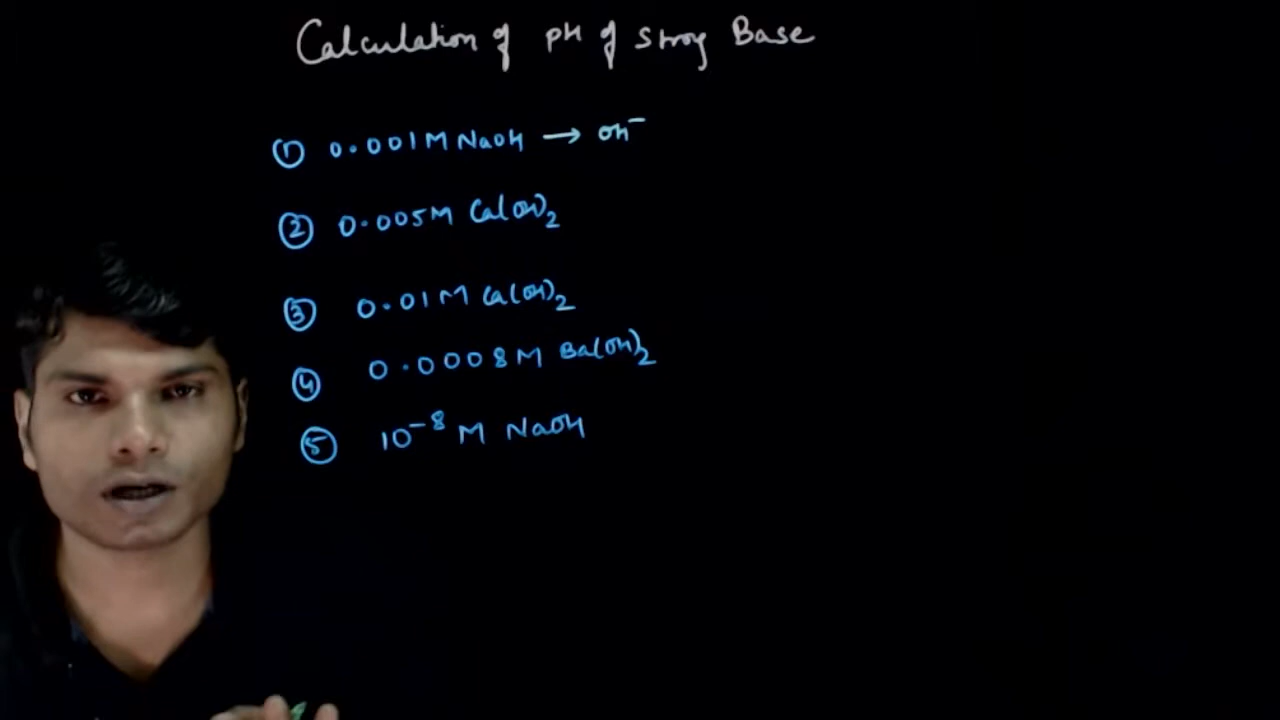 Calculation of pH of Strong Base
① 0.001M NaOH → OH⁻
② 0.005M Ca(OH)₂
③ 0.01M Ca(OH)₂
④ 0.0008M Ba(OH)₂
⑤ 10⁻⁸ M NaOH